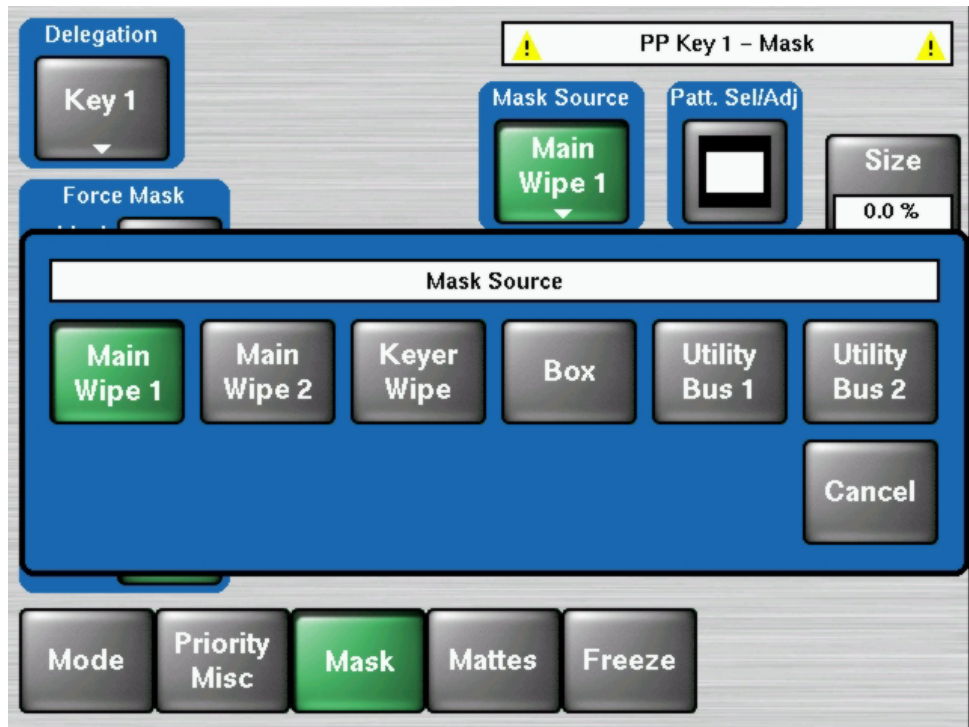 Delegation
PP Key 1 – Mask
Key 1
Mask Source
Patt. Sel/Adj
Main
Wipe 1
Size
0.0 %
Force Mask
Mask Source
Main
Wipe 1
Main
Wipe 2
Keyer
Wipe
Box
Utility
Bus 1
Utility
Bus 2
Cancel
Mode
Priority
Misc
Mask
Mattes
Freeze